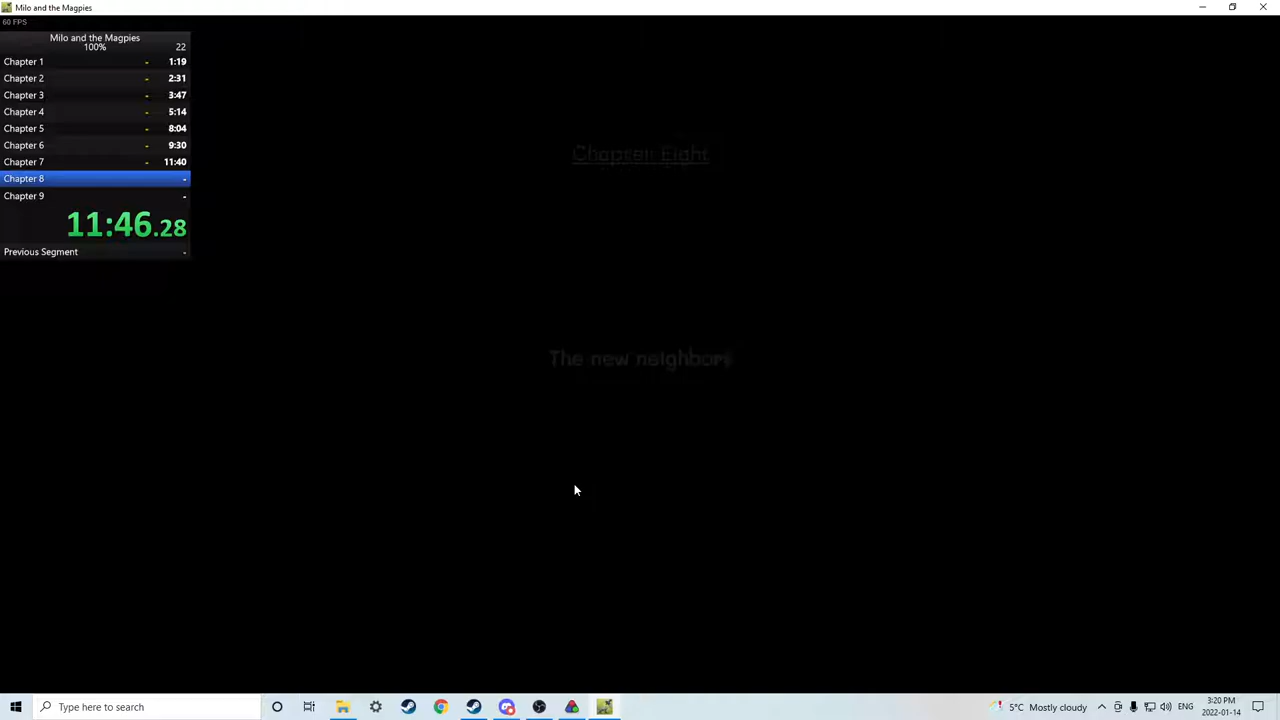 Milo and the Magpies
60 FPS
Milo and the Magpies
100% 22
Chapter 1 - 1:19
Chapter 2 - 2:31
Chapter 3 - 3:47
Chapter 4 - 5:14
Chapter 5 - 8:04
Chapter 6 - 9:30
Chapter 7 - 11:40
Chapter 8 -
Chapter 9 -
11:46.28
Previous Segment -
Chapter Eight
The new neighbors
Type here to search
5°C Mostly cloudy
ENG
3:20 PM
2022-01-14